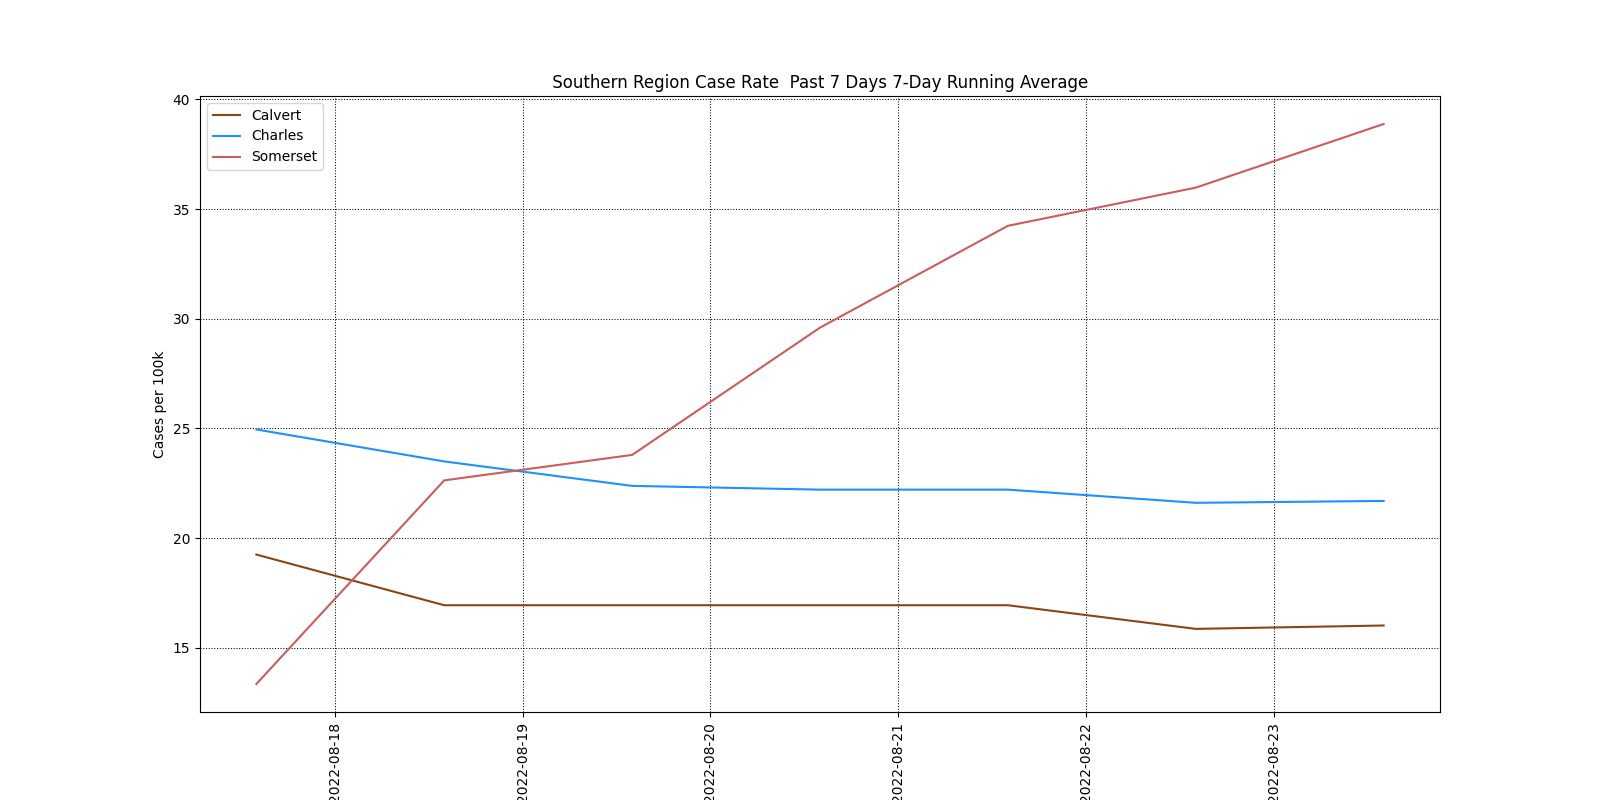 Southern Region Case Rate  Past 7 Days 7-Day Running Average
Calvert
Charles
Somerset
Cases per 100k
40
35
30
25
20
15
2022-08-18
2022-08-19
2022-08-20
2022-08-21
2022-08-22
2022-08-23